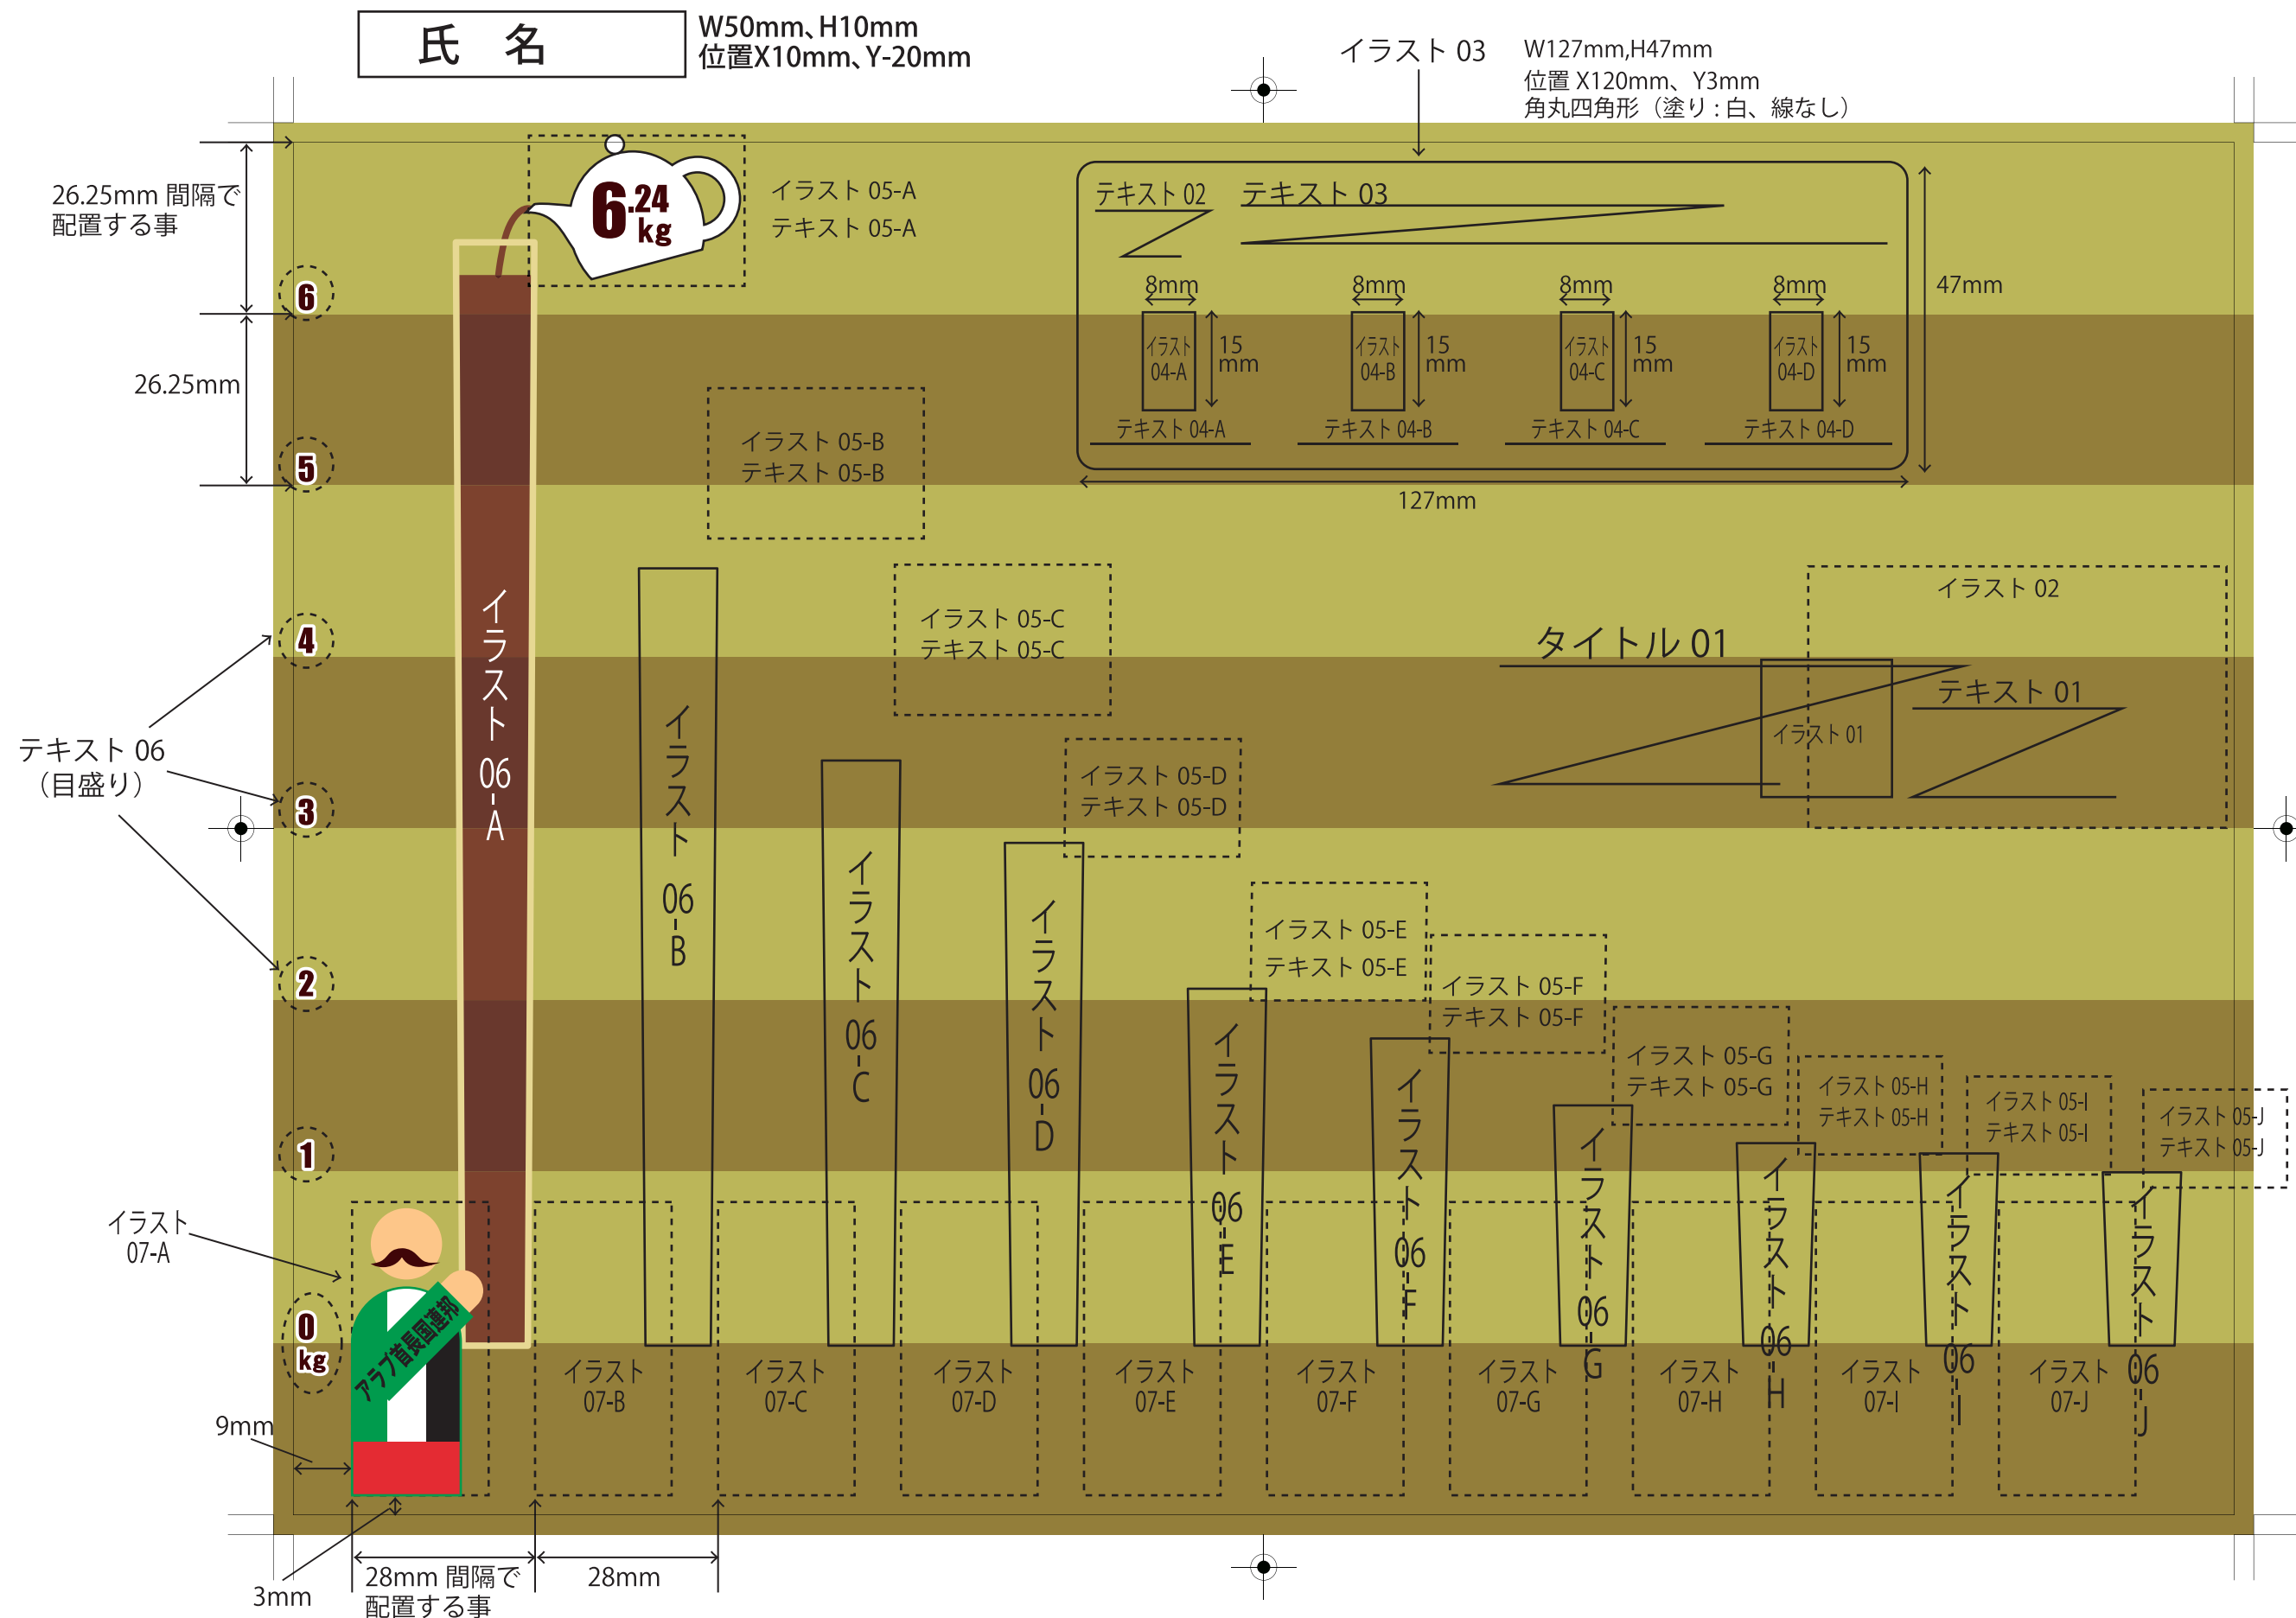 氏 名
W50mm、H10mm
位置X10mm、Y-20mm
イラスト 03
W127mm,H47mm
位置 X120mm、Y3mm
角丸四角形（塗り：白、線なし）
26.25mm 間隔で
配置する事
26.25mm
6.24
kg
イラスト 05-A
テキスト 05-A
テキスト 02
テキスト 03
8mm
8mm
8mm
8mm
イラスト
04-A
15
mm
イラスト
04-B
15
mm
イラスト
04-C
15
mm
イラスト
04-D
15
mm
テキスト 04-A
テキスト 04-B
テキスト 04-C
テキスト 04-D
47mm
127mm
6
5
4
3
2
1
0
kg
イラスト 05-B
テキスト 05-B
イラスト 05-C
テキスト 05-C
イラスト 05-D
テキスト 05-D
イラスト 05-E
テキスト 05-E
イラスト 05-F
テキスト 05-F
イラスト 05-G
テキスト 05-G
イラスト 05-H
テキスト 05-H
イラスト 05-I
テキスト 05-I
イラスト 05-J
テキスト 05-J
イラスト 02
タイトル 01
イラスト 01
テキスト 01
テキスト 06
（目盛り）
イラスト 06-A
イラスト 06-B
イラスト 06-C
イラスト 06-D
イラスト 06-E
イラスト 06-F
イラスト 06-G
イラスト 06-H
イラスト 06-I
イラスト 06-J
イラスト
07-A
アラブ首長国連邦
イラスト
07-B
イラスト
07-C
イラスト
07-D
イラスト
07-E
イラスト
07-F
イラスト
07-G
イラスト
07-H
イラスト
07-I
イラスト
07-J
9mm
3mm
28mm 間隔で
配置する事
28mm